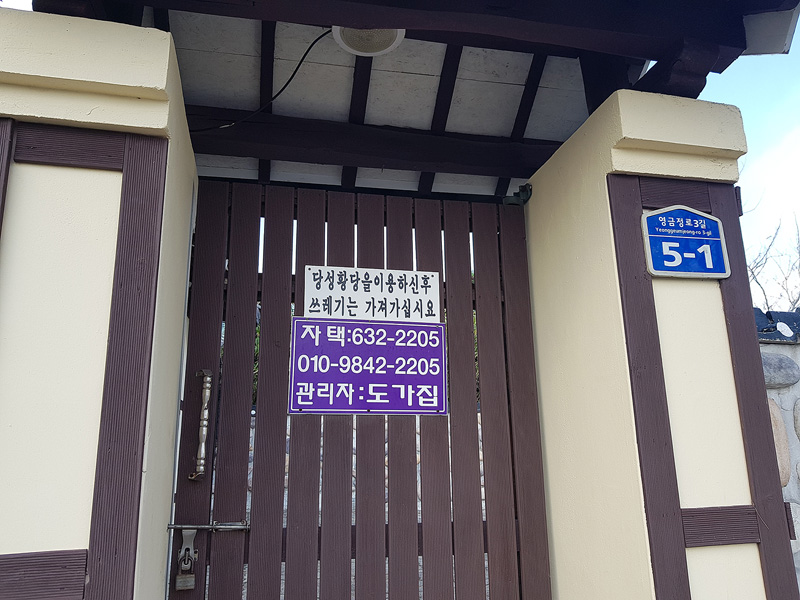 "당성황당을이용하신후"
쓰레기는 가져가십시요
자택:632-2205
010-9842-2205
관리자:도가집
영금정로3길
Yeonggeumjeong-ro 3-gil
5-1